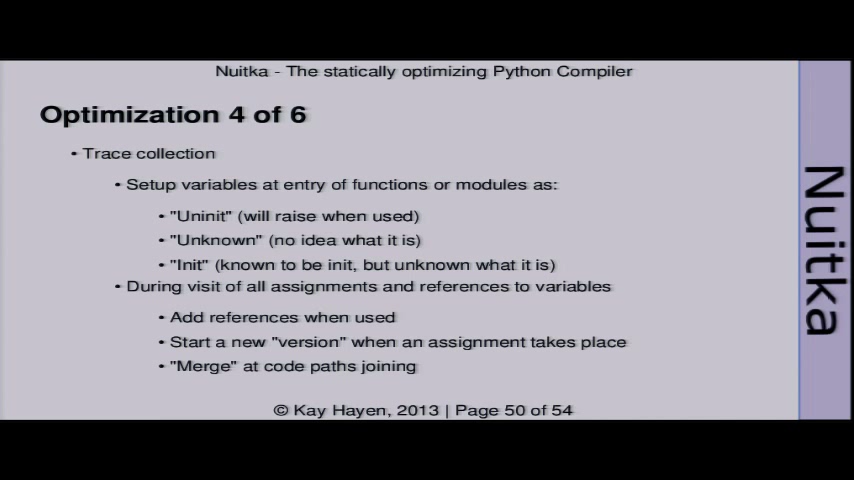 Nuitka - The statically optimizing Python Compiler
Optimization 4 of 6
• Trace collection
• Setup variables at entry of functions or modules as:
• "Uninit" (will raise when used)
• "Unknown" (no idea what it is)
• "Init" (known to be init, but unknown what it is)
• During visit of all assignments and references to variables
• Add references when used
• Start a new "version" when an assignment takes place
• "Merge" at code paths joining
© Kay Hayen, 2013 | Page 50 of 54
Nuitka